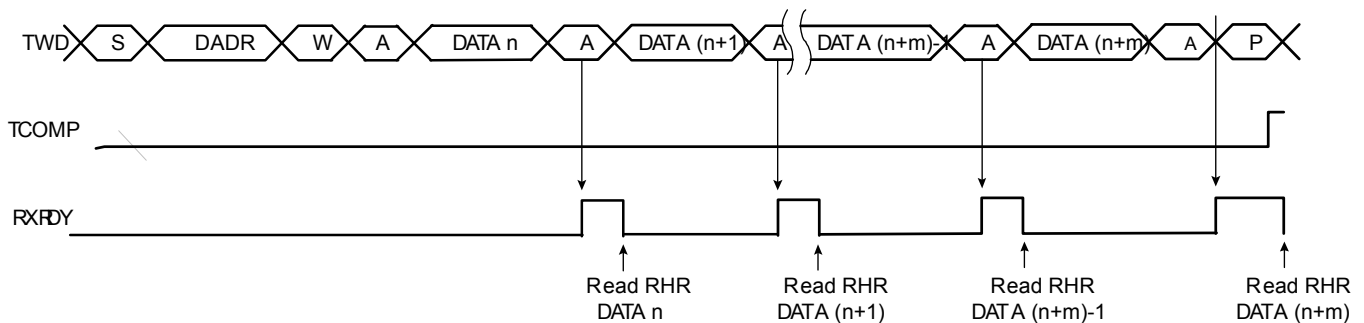 TWD S DADR W A DATA n A DATA (n+1) A DATA (n+m)-1 A DATA (n+m) A P
TCOMP
RXRDY
Read RHR Read RHR Read RHR Read RHR
DATA n DATA (n+1) DATA (n+m)-1 DATA (n+m)